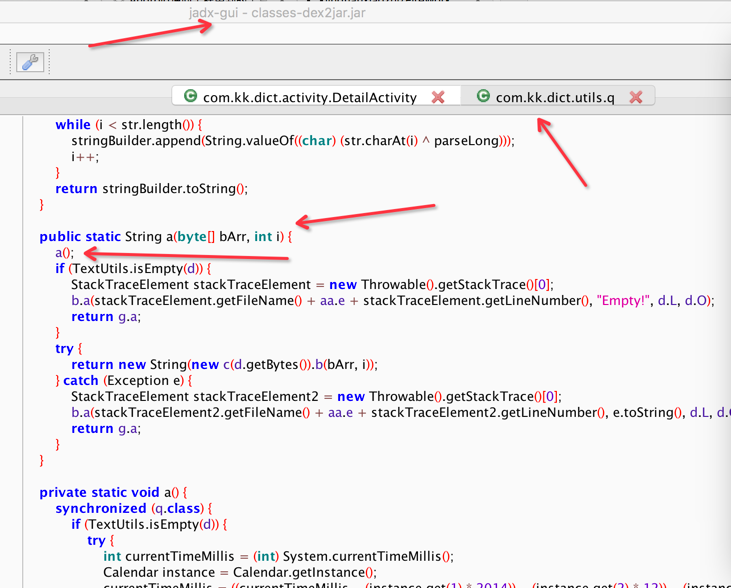 jadx-gui - classes-dex2jar.jar
com.kk.dict.activity.DetailActivity com.kk.dict.utils.q
while (i < str.length()) {
stringBuilder.append(String.valueOf((char) (str.charAt(i) ^ parseLong)));
i++;
}
return stringBuilder.toString();
}
public static String a(byte[] bArr, int i) {
a();
if (TextUtils.isEmpty(d)) {
StackTraceElement stackTraceElement = new Throwable().getStackTrace()[0];
b.a(stackTraceElement.getFileName() + aa.e + stackTraceElement.getLineNumber(), "Empty!", d.L, d.O);
return g.a;
}
try {
return new String(new c(d.getBytes()).b(bArr, i));
} catch (Exception e) {
StackTraceElement stackTraceElement2 = new Throwable().getStackTrace()[0];
b.a(stackTraceElement2.getFileName() + aa.e + stackTraceElement2.getLineNumber(), e.toString(), d.L, d.
return g.a;
}
}
private static void a() {
synchronized (q.class) {
if (TextUtils.isEmpty(d)) {
try {
int currentTimeMillis = (int) System.currentTimeMillis();
Calendar instance = Calendar.getInstance();